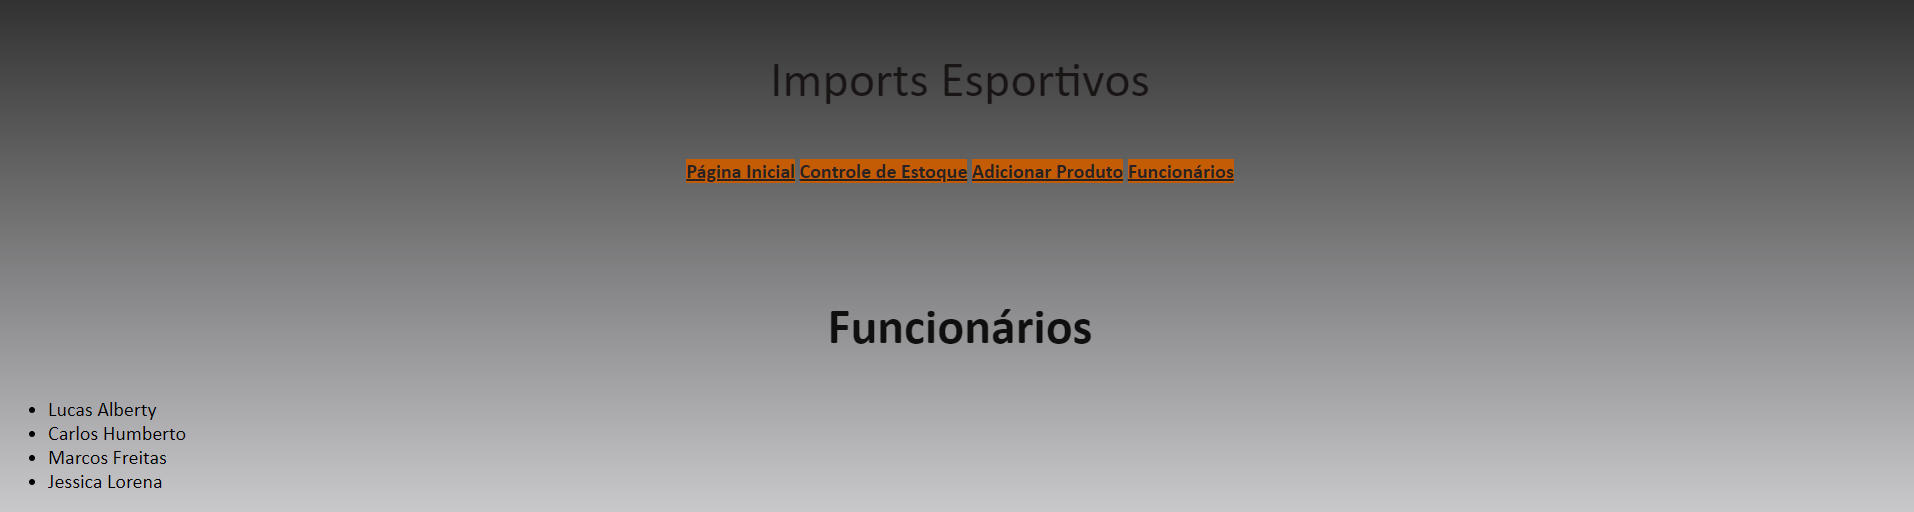 Imports Esportivos
Página Inicial Controle de Estoque Adicionar Produto Funcionários
Funcionários
Lucas Alberty
Carlos Humberto
Marcos Freitas
Jessica Lorena